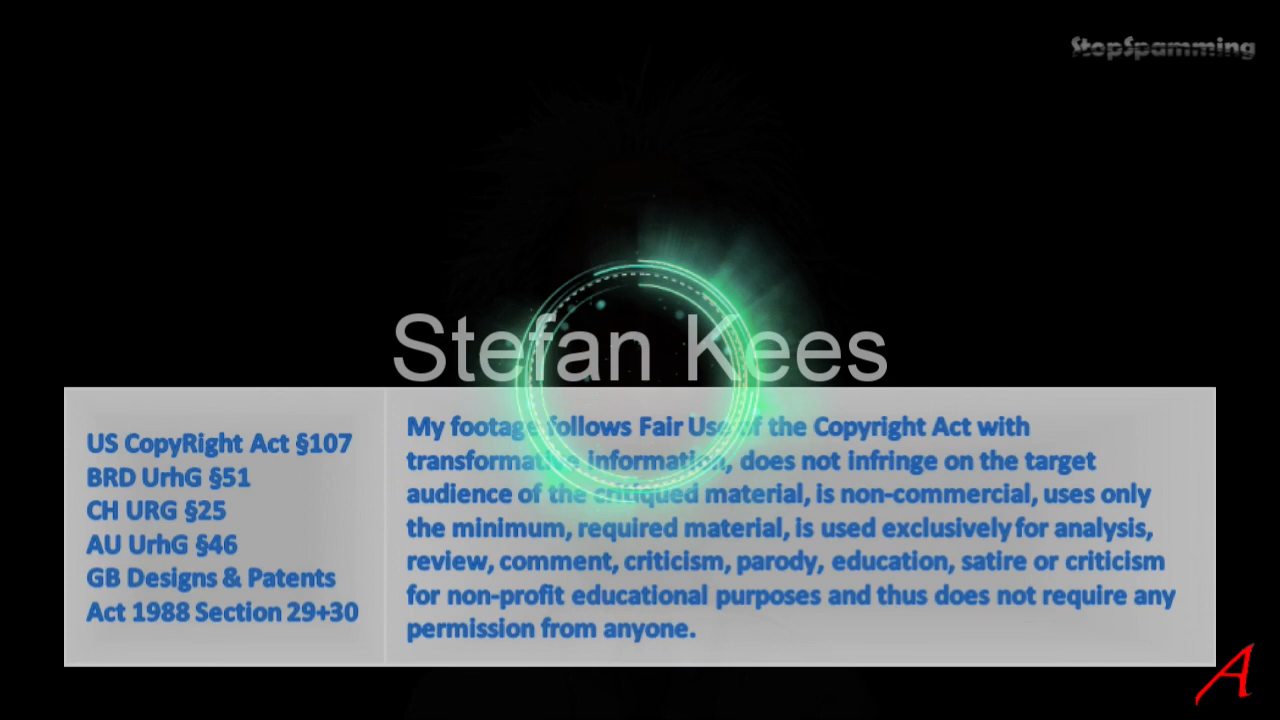 StopSpamming
Stefan Kees
US CopyRight Act §107
BRD UrhG §51
CH URG §25
AU UrhG §46
GB Designs & Patents
Act 1988 Section 29+30
My footage follows Fair Use of the Copyright Act with
transformative information, does not infringe on the target
audience of the critiqued material, is non-commercial, uses only
the minimum, required material, is used exclusively for analysis,
review, comment, criticism, parody, education, satire or criticism
for non-profit educational purposes and thus does not require any
permission from anyone.
A